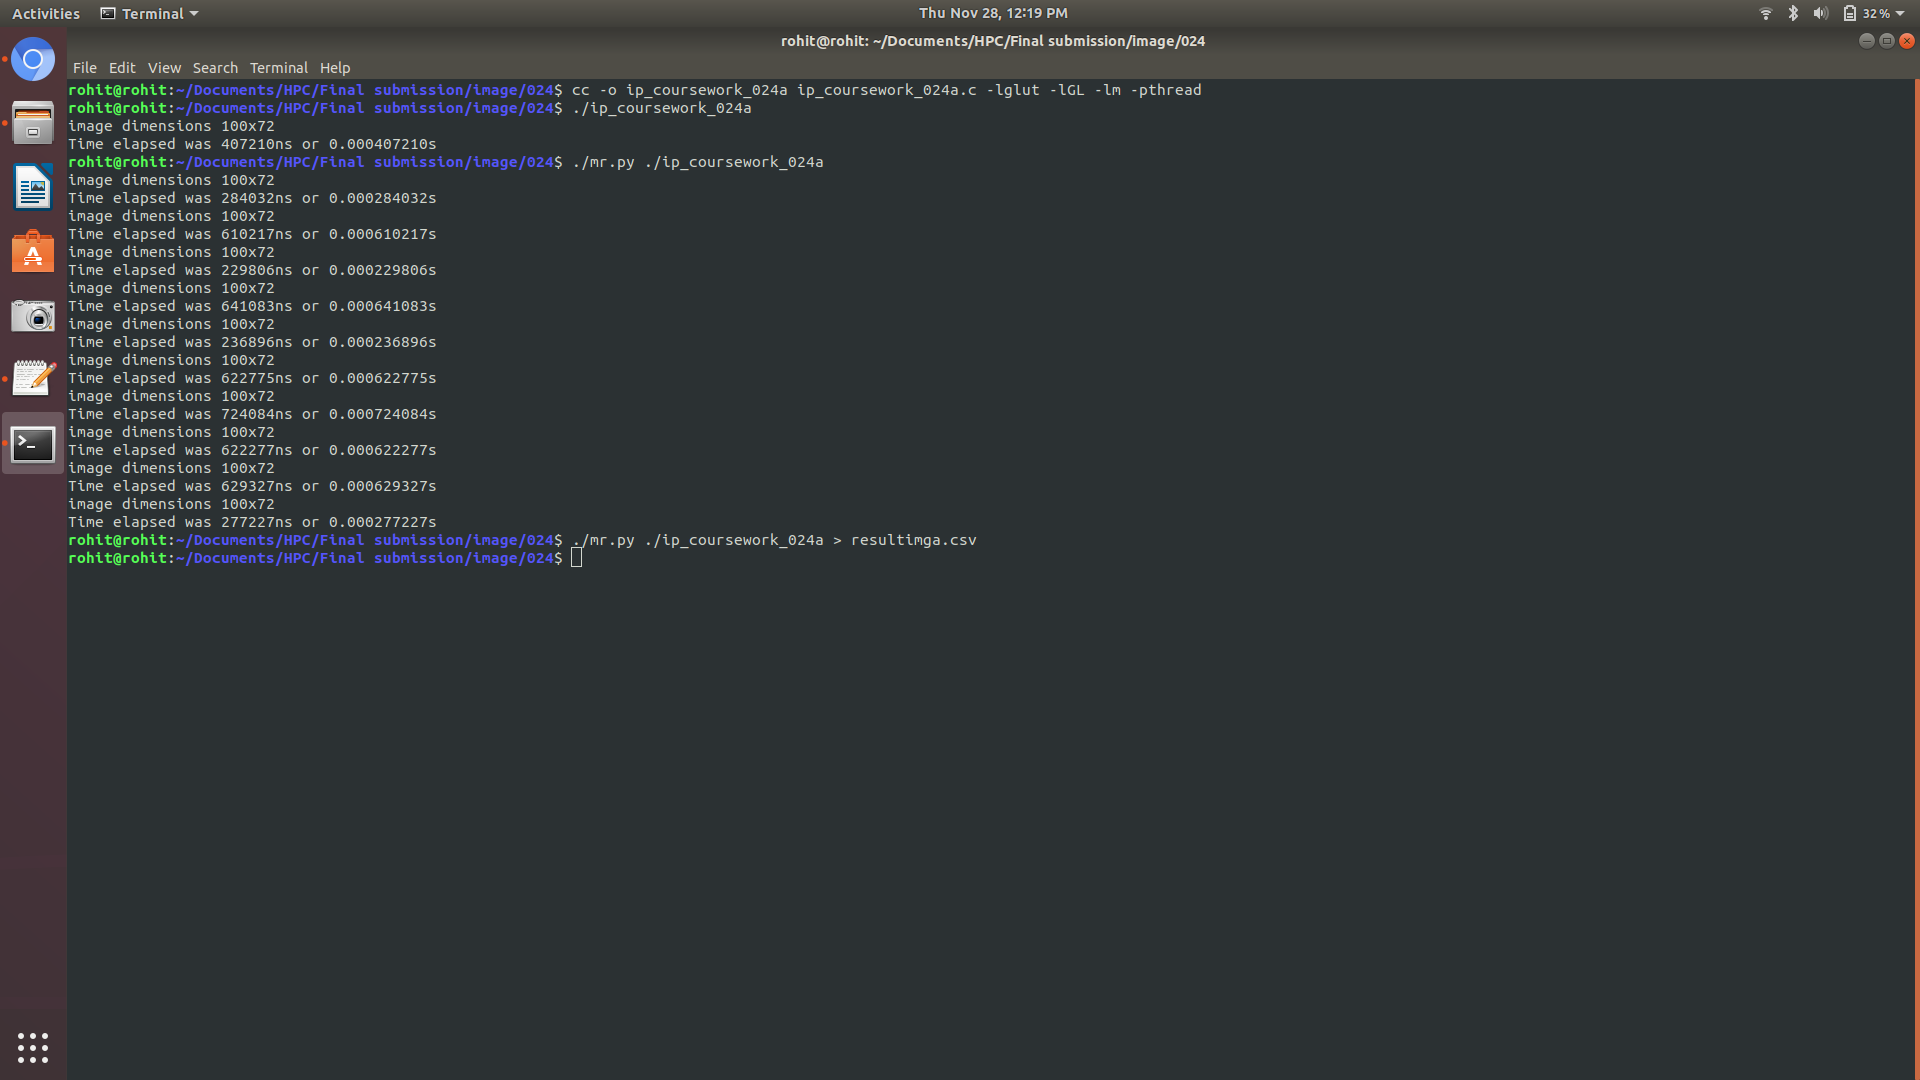 Activities Terminal Thu Nov 28, 12:19 PM 32 %
rohit@rohit: ~/Documents/HPC/Final submission/image/024
File Edit View Search Terminal Help
rohit@rohit:~/Documents/HPC/Final submission/image/024$ cc -o ip_coursework_024a ip_coursework_024a.c -lglut -lGL -lm -pthread
rohit@rohit:~/Documents/HPC/Final submission/image/024$ ./ip_coursework_024a
image dimensions 100x72
Time elapsed was 407210ns or 0.000407210s
rohit@rohit:~/Documents/HPC/Final submission/image/024$ ./mr.py ./ip_coursework_024a
image dimensions 100x72
Time elapsed was 284032ns or 0.000284032s
image dimensions 100x72
Time elapsed was 610217ns or 0.000610217s
image dimensions 100x72
Time elapsed was 229806ns or 0.000229806s
image dimensions 100x72
Time elapsed was 641083ns or 0.000641083s
image dimensions 100x72
Time elapsed was 236896ns or 0.000236896s
image dimensions 100x72
Time elapsed was 622775ns or 0.000622775s
image dimensions 100x72
Time elapsed was 724084ns or 0.000724084s
image dimensions 100x72
Time elapsed was 622277ns or 0.000622277s
image dimensions 100x72
Time elapsed was 629327ns or 0.000629327s
image dimensions 100x72
Time elapsed was 277227ns or 0.000277227s
rohit@rohit:~/Documents/HPC/Final submission/image/024$ ./mr.py ./ip_coursework_024a > resultimga.csv
rohit@rohit:~/Documents/HPC/Final submission/image/024$